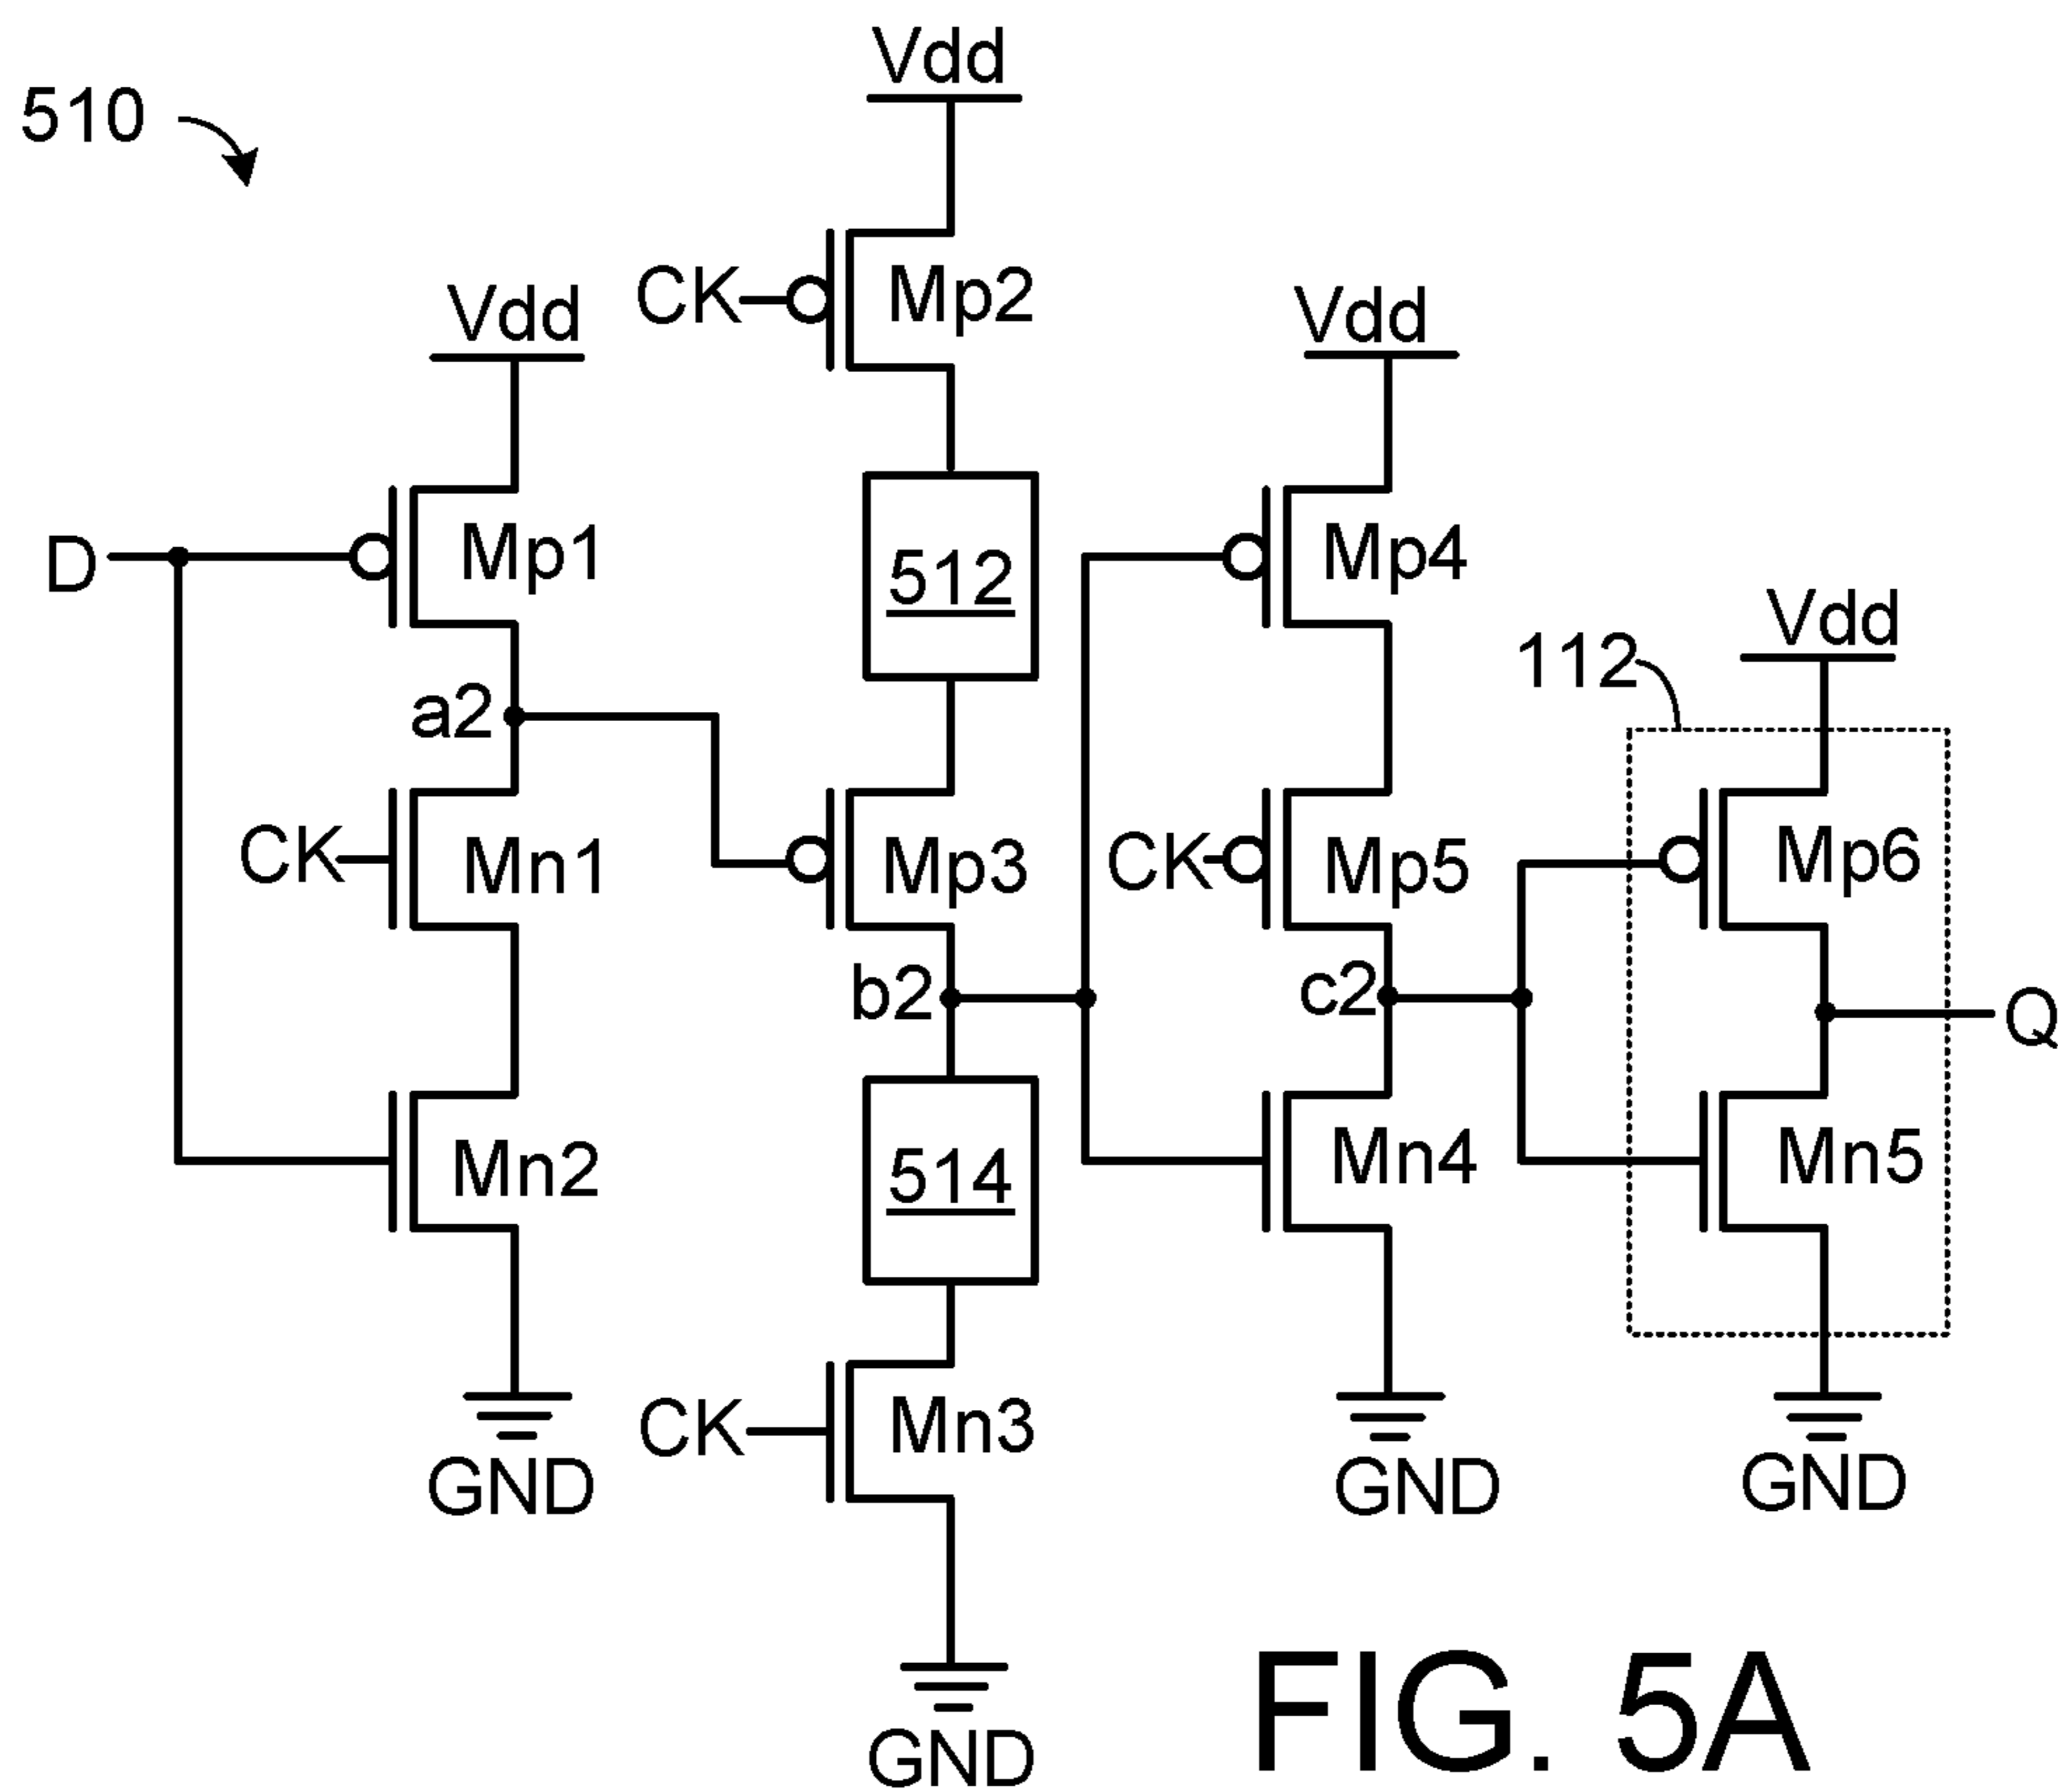 Vdd
510
CK
Mp2
Vdd
Vdd
D
Mp1
512
Mp4
Vdd
112
a2
CK
Mn1
Mp3
CK
Mp5
Mp6
b2
c2
Q
Mn2
514
Mn4
Mn5
CK
Mn3
GND
GND
GND
GND
FIG. 5A